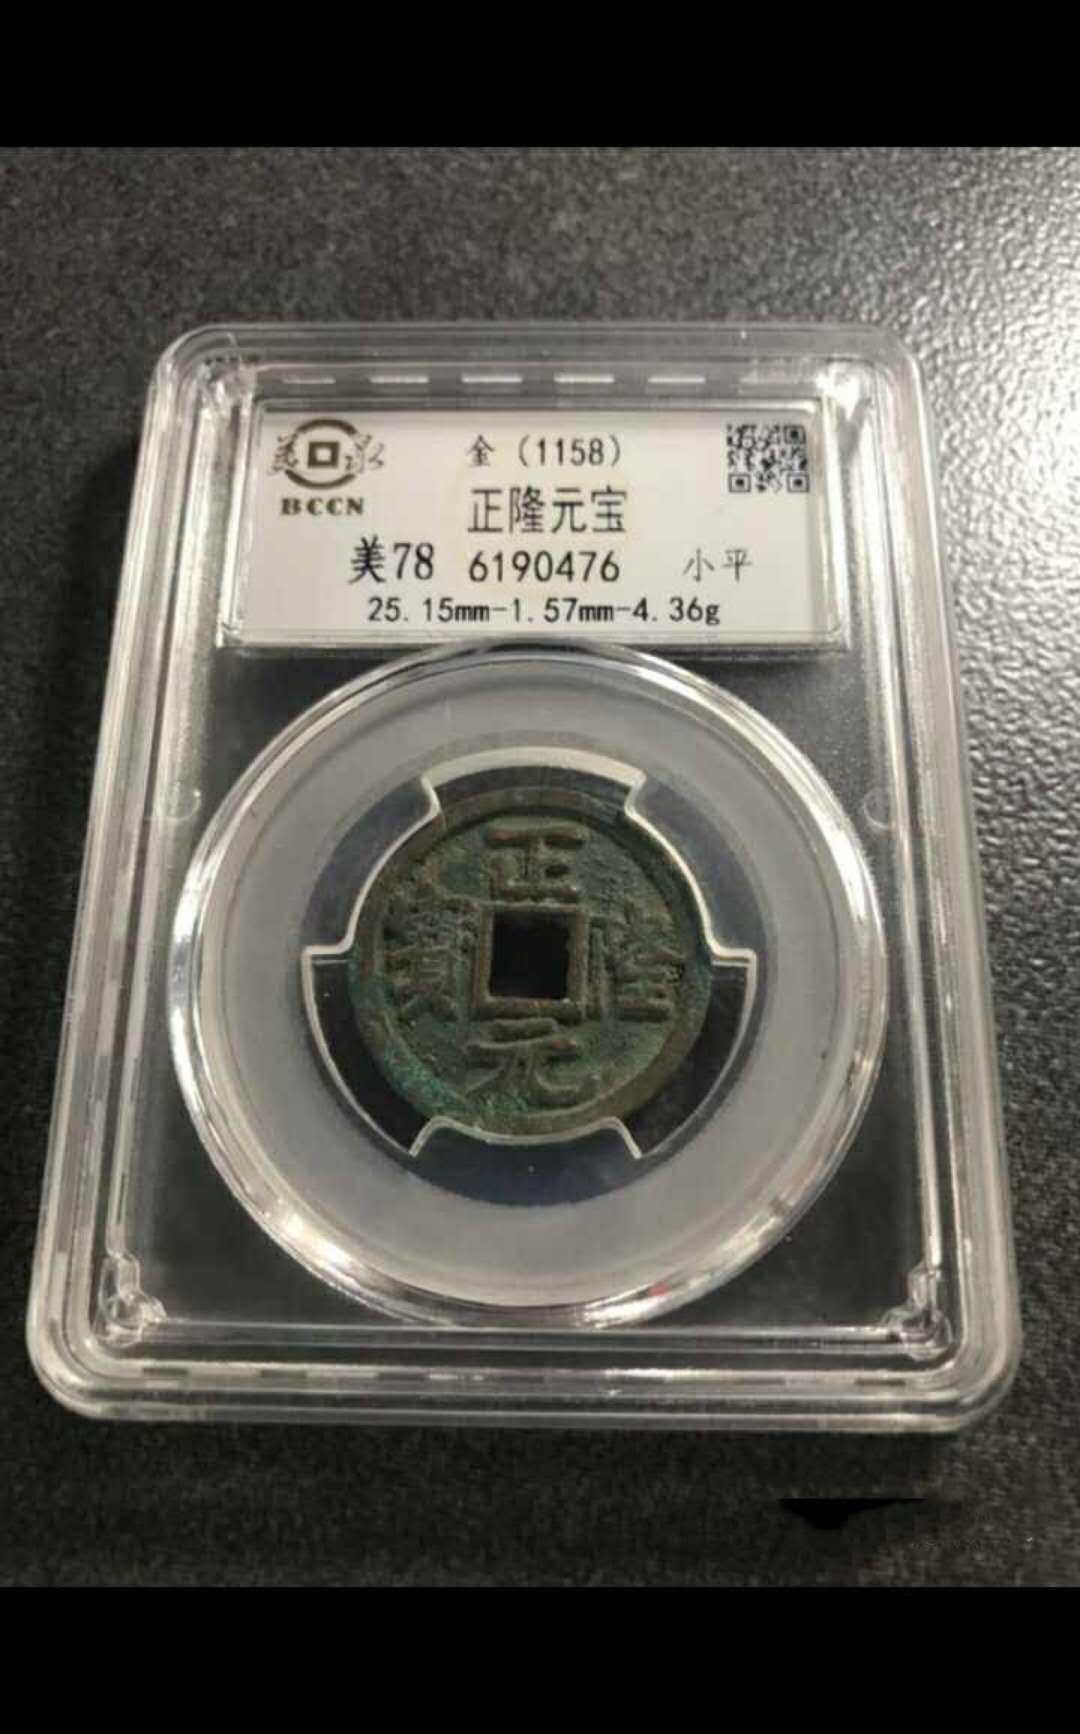 金（1158）
BCCN
正隆元宝
美78 6190476 小平
25.15mm-1.57mm-4.36g
正
寳 隆
元